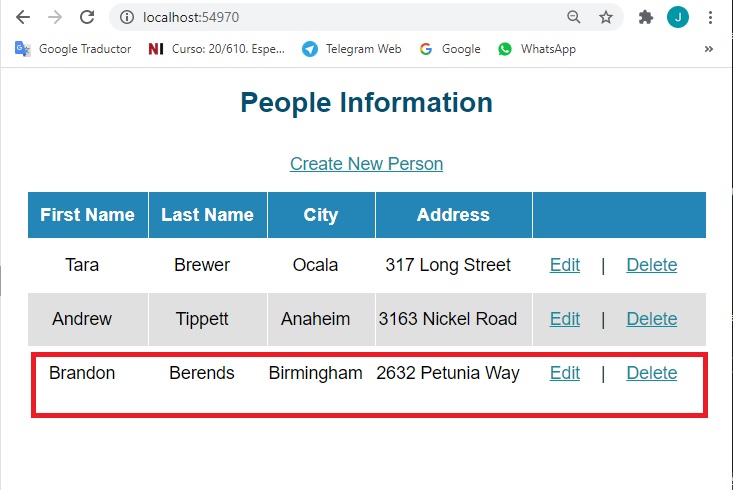 localhost:54970
J
Google Traductor NI Curso: 20/610. Espe... Telegram Web G Google WhatsApp »
People Information
Create New Person
First Name Last Name City Address
Tara Brewer Ocala 317 Long Street Edit | Delete
Andrew Tippett Anaheim 3163 Nickel Road Edit | Delete
Brandon Berends Birmingham 2632 Petunia Way Edit | Delete